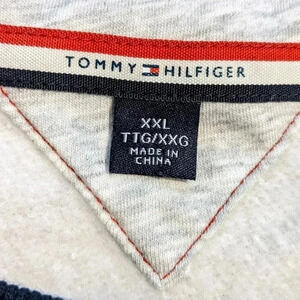 TOMMY HILFIGER
XXL
TTG/XXG
MADE IN
CHINA